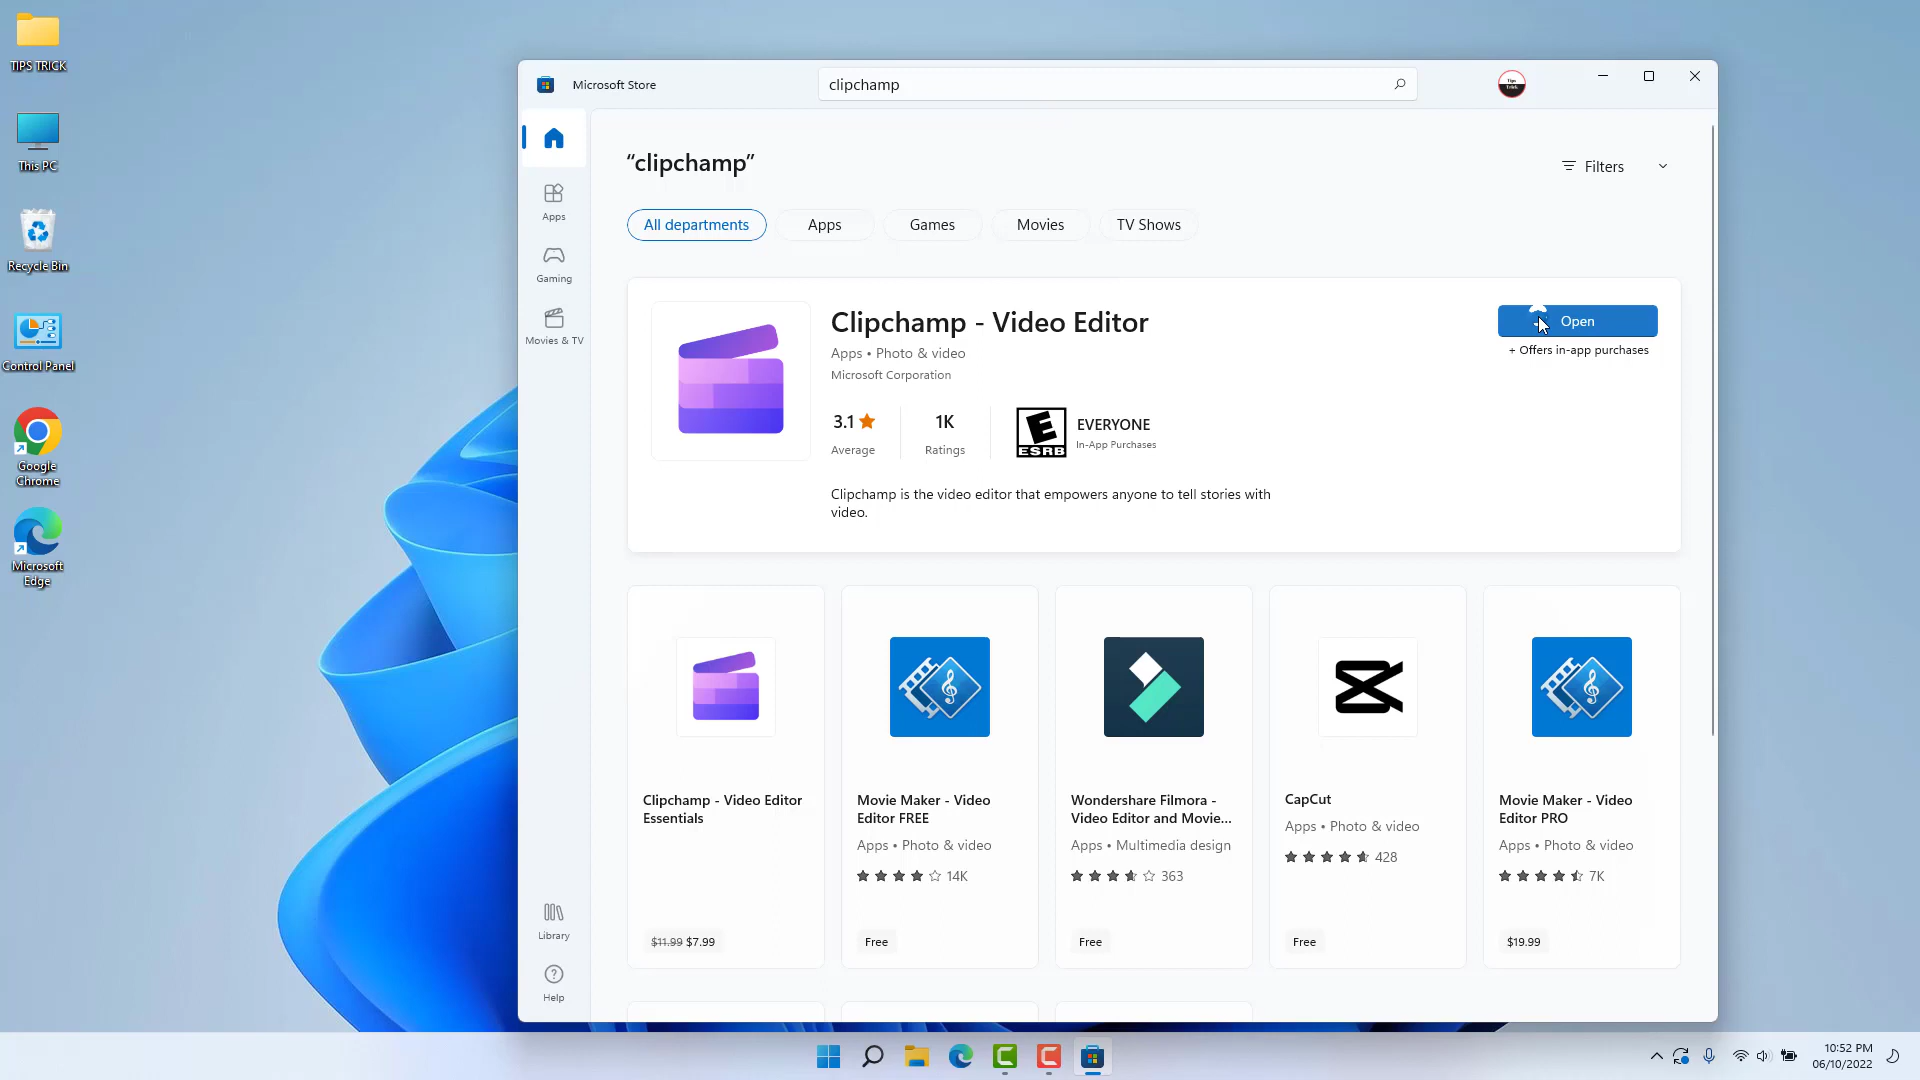 TIPS TRICK
This PC
Recycle Bin
Control Panel
Google
Chrome
Microsoft
Edge
Microsoft Store
clipchamp
Tips
Trick
Apps
Gaming
Movies & TV
Library
Help
“clipchamp”
Filters
All departments
Apps
Games
Movies
TV Shows
Clipchamp - Video Editor
Apps • Photo & video
Microsoft Corporation
3.1
Average
1K
Ratings
E
ESRB
EVERYONE
In-App Purchases
Clipchamp is the video editor that empowers anyone to tell stories with
video.
Open
+ Offers in-app purchases
Clipchamp - Video Editor
Essentials
$11.99 $7.99
Movie Maker - Video
Editor FREE
Apps • Photo & video
14K
Free
Wondershare Filmora -
Video Editor and Movie...
Apps • Multimedia design
363
Free
CapCut
Apps • Photo & video
428
Free
Movie Maker - Video
Editor PRO
Apps • Photo & video
7K
$19.99
10:52 PM
06/10/2022